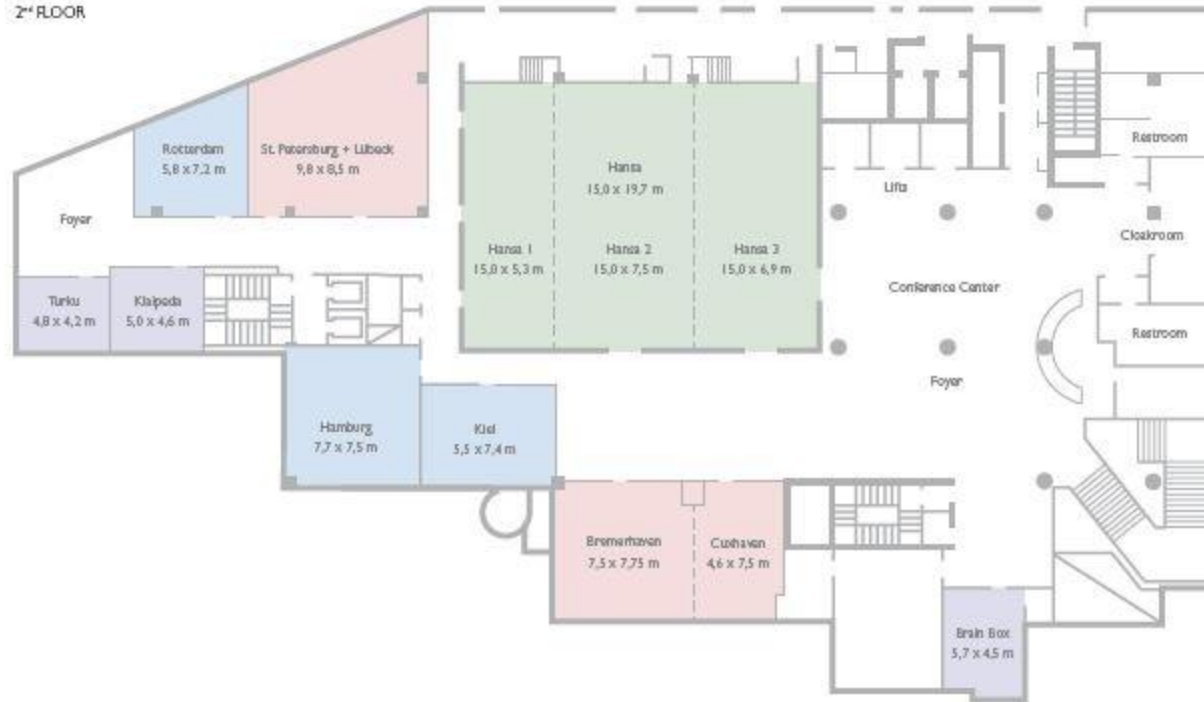 2nd FLOOR
Rotterdam
5,8 x 7,2 m
St. Petersburg + Lübeck
9,8 x 8,5 m
Foyer
Turku
4,8 x 4,2 m
Klaipeda
5,0 x 4,6 m
Hansa
15,0 x 19,7 m
Hansa 1
15,0 x 5,3 m
Hansa 2
15,0 x 7,5 m
Hansa 3
15,0 x 6,9 m
Lifts
Restroom
Cloakroom
Conference Center
Restroom
Foyer
Hamburg
7,7 x 7,5 m
Kiel
5,5 x 7,4 m
Bremerhaven
7,5 x 7,75 m
Cuxhaven
4,6 x 7,5 m
Brain Box
5,7 x 4,5 m